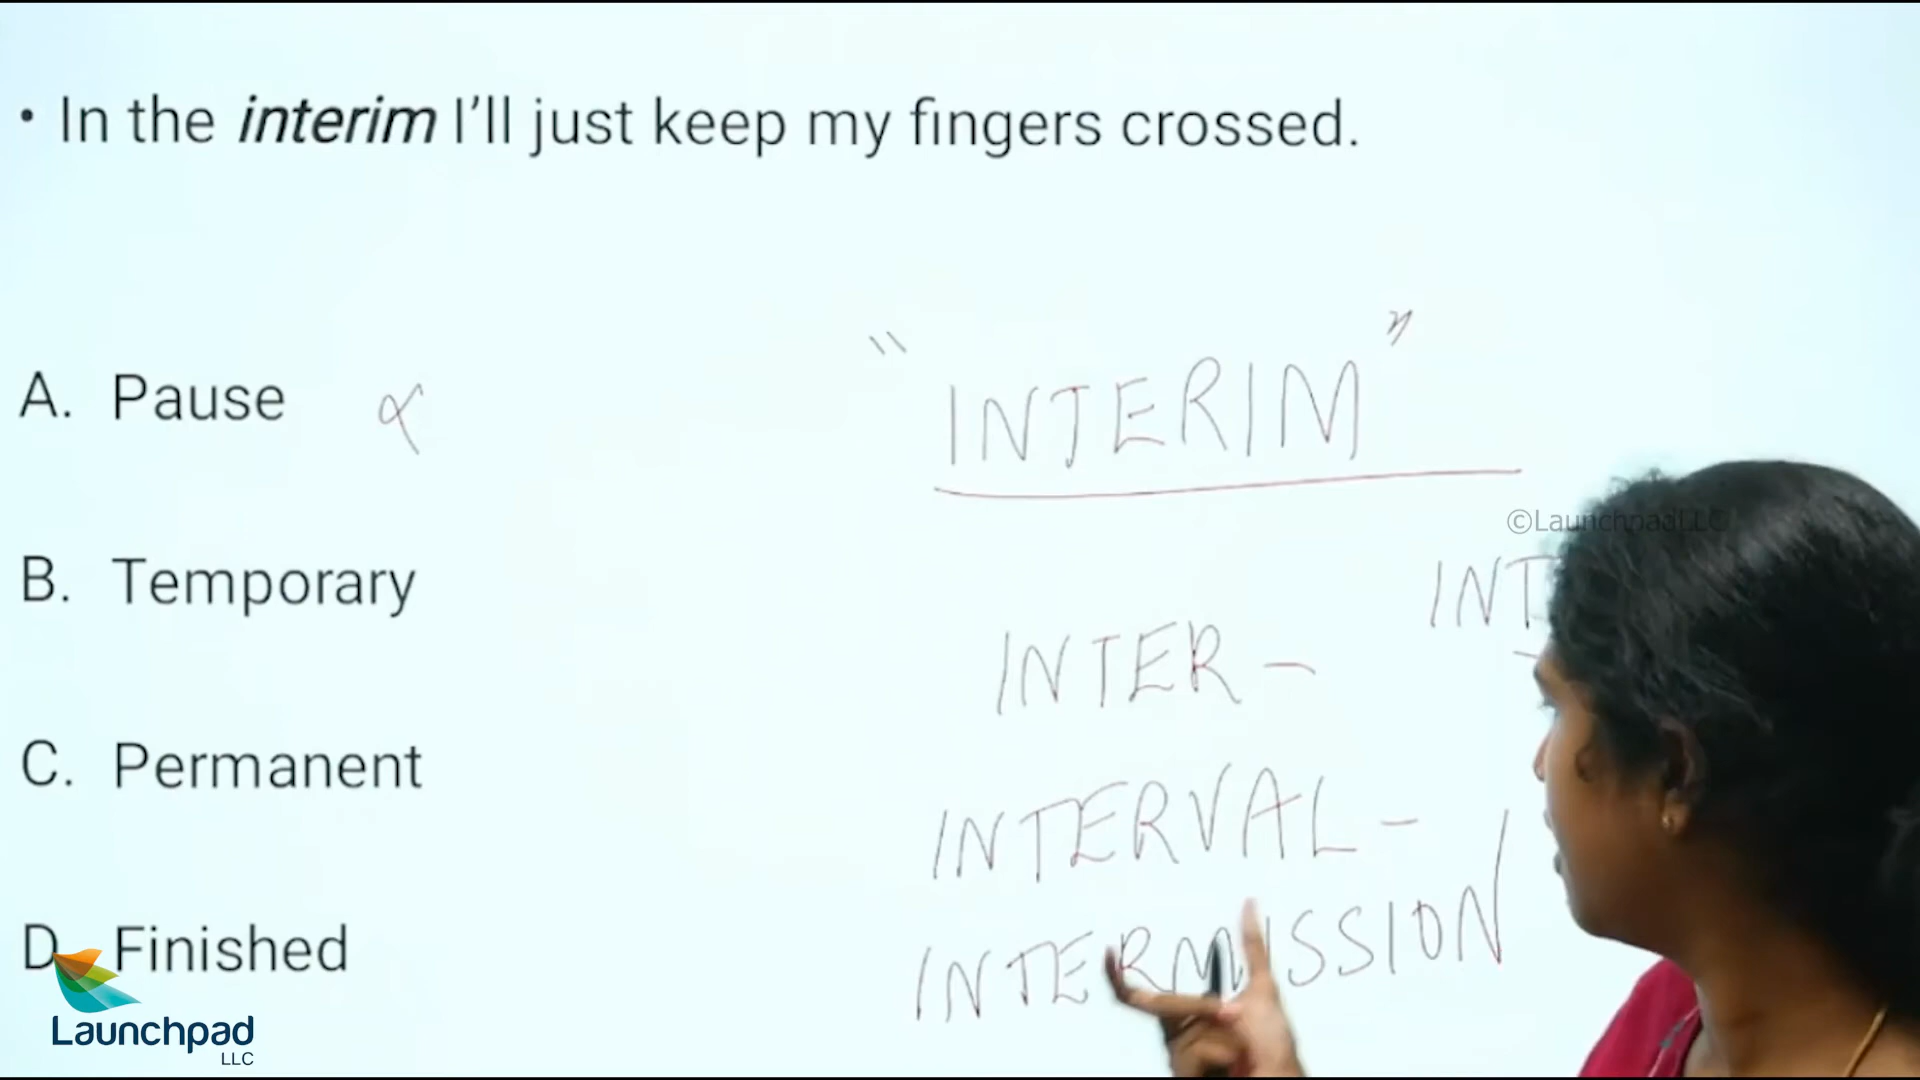 • In the interim I'll just keep my fingers crossed.
" INTERIM "
A. Pause
©LaunchpadLLC
B. Temporary
INTER -
C. Permanent
INTERVAL -
D. Finished
INTERMISSION
Launchpad
LLC